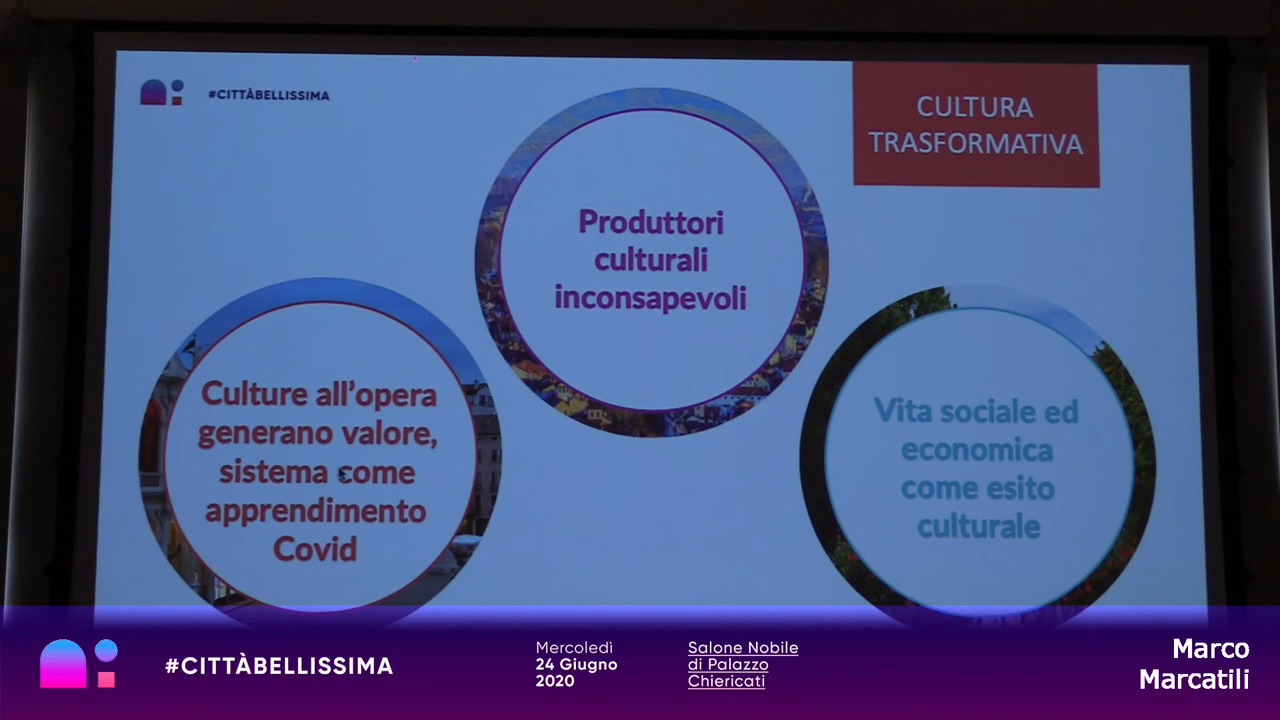 #CITTÀBELLISSIMA
CULTURA
TRASFORMATIVA
Produttori
culturali
inconsapevoli
Culture all'opera
generano valore,
sistema come
apprendimento
Covid
Vita sociale ed
economica
come esito
culturale
#CITTÀBELLISSIMA
Mercoledì
24 Giugno
2020
Salone Nobile
di Palazzo
Chiericati
Marco
Marcatili